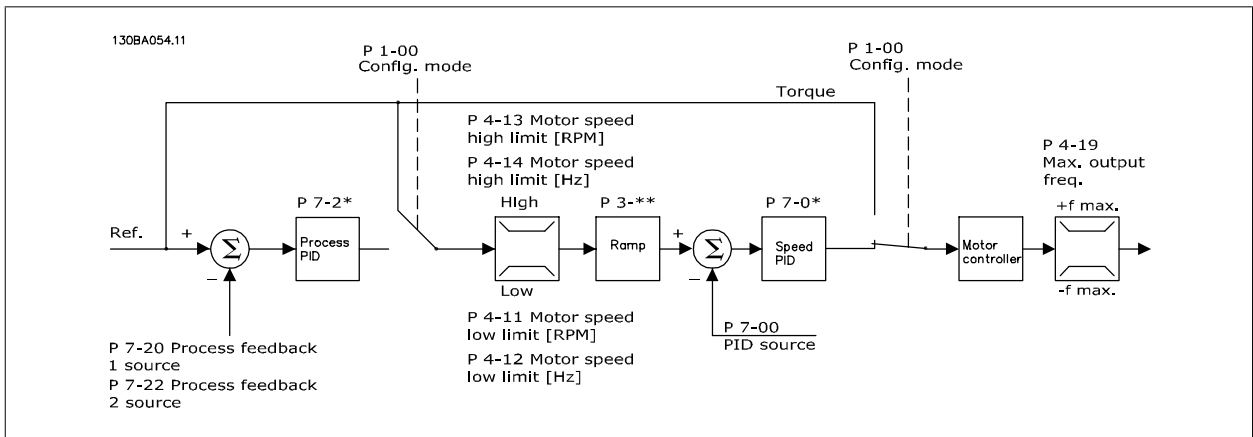 130BA054.11
P 1-00
Config. mode
P 1-00
Config. mode
Torque
P 4-13 Motor speed
high limit [RPM]
P 4-14 Motor speed
high limit [Hz]
P 4-19
Max. output
freq.
P 7-2*
HIgh
P 3-**
P 7-0*
+f max.
Ref.
+
Σ
−
Process
PID
Ramp
+
Σ
−
Speed
PID
Motor
controller
Low
-f max.
P 4-11 Motor speed
low limit [RPM]
P 4-12 Motor speed
low limit [Hz]
P 7-00
PID source
P 7-20 Process feedback
1 source
P 7-22 Process feedback
2 source